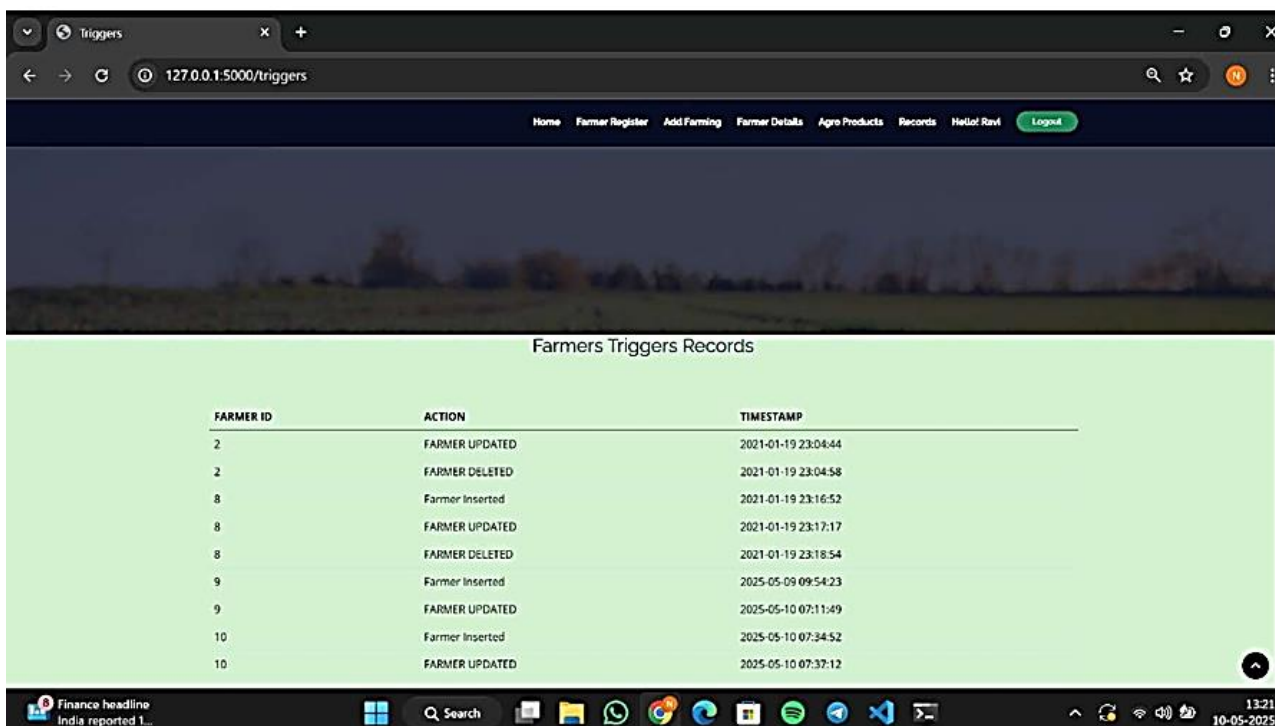 Triggers
127.0.0.1:5000/triggers
N
Home Farmer Register Add Farming Farmer Details Agro Products Records Hello! Ravi Logout
Farmers Triggers Records
FARMER ID ACTION TIMESTAMP
2 FARMER UPDATED 2021-01-19 23:04:44
2 FARMER DELETED 2021-01-19 23:04:58
8 Farmer Inserted 2021-01-19 23:16:52
8 FARMER UPDATED 2021-01-19 23:17:17
8 FARMER DELETED 2021-01-19 23:18:54
9 Farmer Inserted 2025-05-09 09:54:23
9 FARMER UPDATED 2025-05-10 07:11:49
10 Farmer Inserted 2025-05-10 07:34:52
10 FARMER UPDATED 2025-05-10 07:37:12
8 Finance headline
India reported 1...
Search
13:21
10-05-202